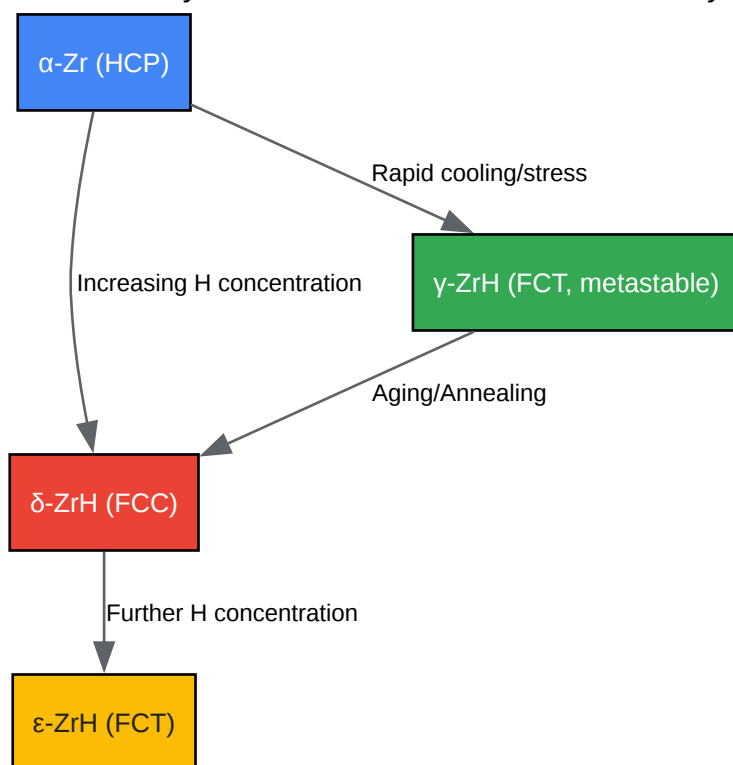 α-Zr (HCP)
Rapid cooling/stress
Increasing H concentration
γ-ZrH (FCT, metastable)
Aging/Annealing
δ-ZrH (FCC)
Further H concentration
ε-ZrH (FCT)